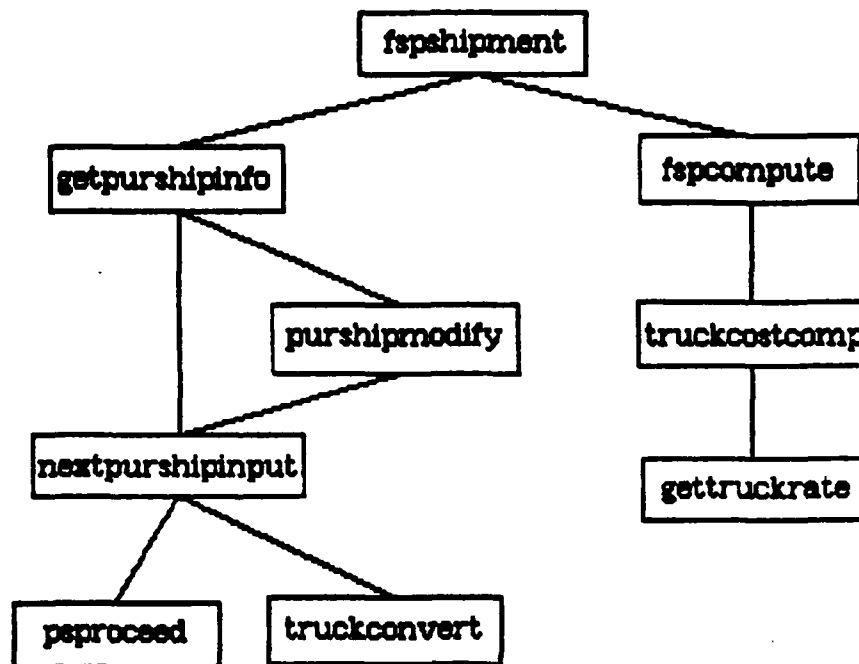 fspshipment
getpurshipinfo
fspcompute
purshipmodify
truckcostcomp
nextpurshipinput
gettruckrate
psproceed
truckconvert